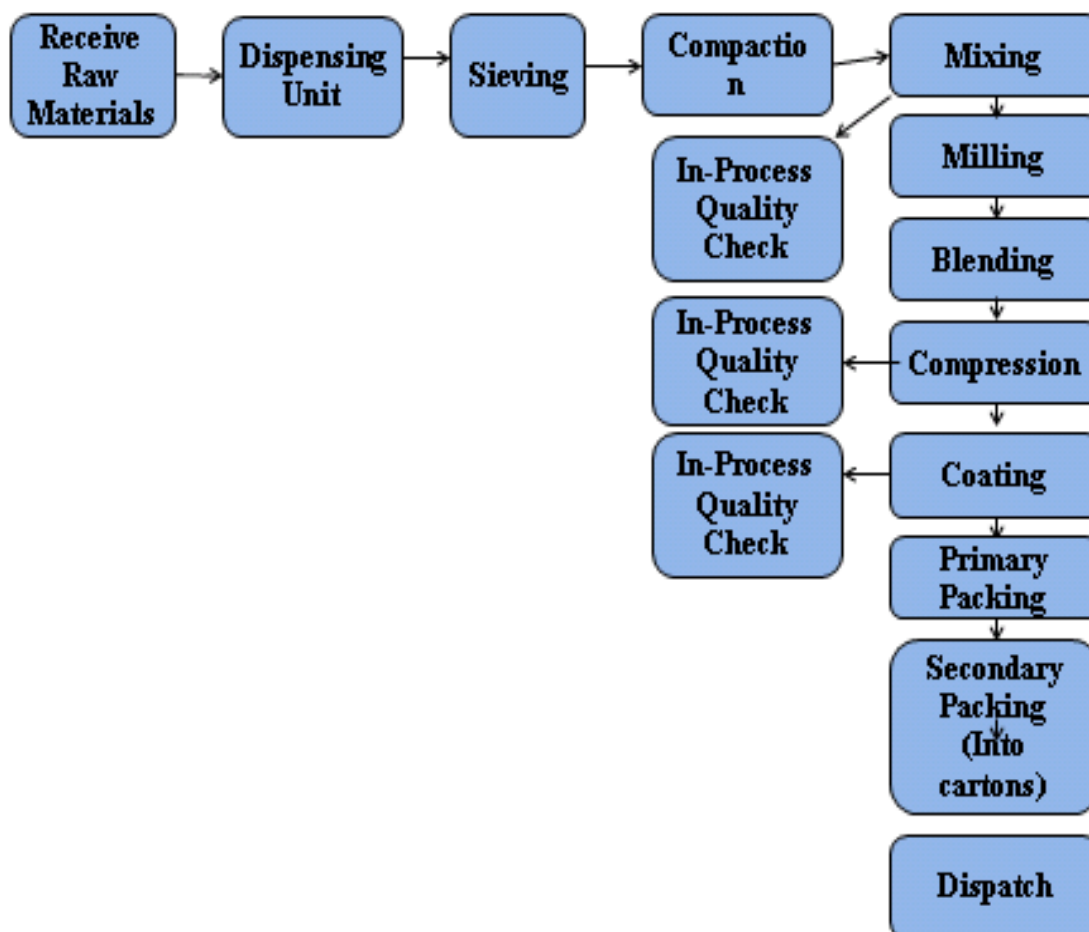 Receive
Raw
Materials
Dispensing
Unit
Sieving
Compactio
n
Mixing
In-Process
Quality
Check
Milling
Blending
In-Process
Quality
Check
Compression
In-Process
Quality
Check
Coating
Primary
Packing
Secondary
Packing
(Into
cartons)
Dispatch